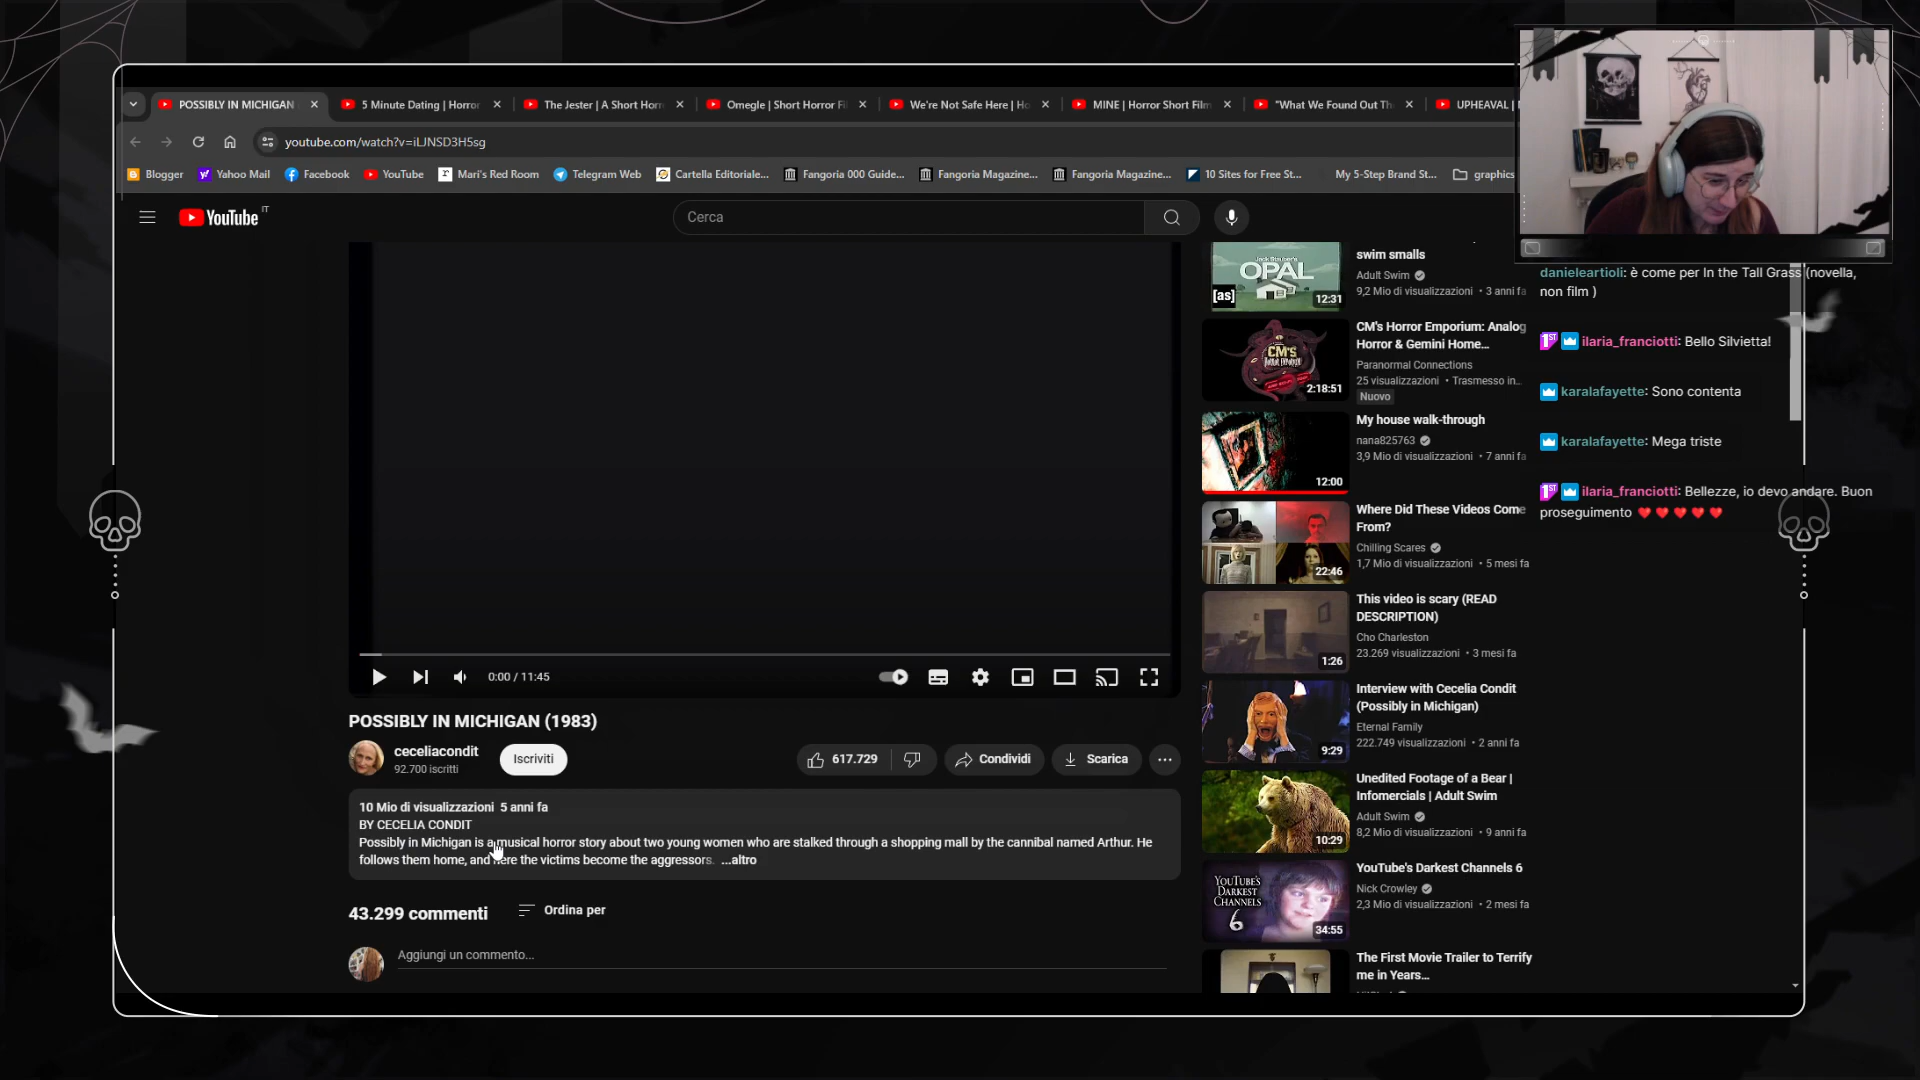 POSSIBLY IN MICHIGAN
5 Minute Dating | Horror
The Jester | A Short Horr
Omegle | Short Horror Fi
We're Not Safe Here | Ho
MINE | Horror Short Film
"What We Found Out Th
UPHEAVAL |
youtube.com/watch?v=iLJNSD3H5sg
Blogger
Yahoo Mail
Facebook
YouTube
Mari's Red Room
Telegram Web
Cartella Editoriale...
Fangoria 000 Guide...
Fangoria Magazine...
Fangoria Magazine...
10 Sites for Free St...
My 5-Step Brand St...
graphics
YouTube IT
Cerca
0:00 / 11:45
POSSIBLY IN MICHIGAN (1983)
ceceliacondit
92.700 iscritti
Iscriviti
617.729
Condividi
Scarica
10 Mio di visualizzazioni 5 anni fa
BY CECELIA CONDIT
Possibly in Michigan is a musical horror story about two young women who are stalked through a shopping mall by the cannibal named Arthur. He
follows them home, and here the victims become the aggressors. ...altro
43.299 commenti
Ordina per
Aggiungi un commento...
Jack Stauber's
OPAL
[as]
12:31
swim smalls
Adult Swim
9,2 Mio di visualizzazioni • 3 anni fa
CM'S
2:18:51
CM's Horror Emporium: Analog
Horror & Gemini Home...
Paranormal Connections
25 visualizzazioni • Trasmesso in...
Nuovo
12:00
My house walk-through
nana825763
3,9 Mio di visualizzazioni • 7 anni fa
22:46
Where Did These Videos Come
From?
Chilling Scares
1,7 Mio di visualizzazioni • 5 mesi fa
1:26
This video is scary (READ
DESCRIPTION)
Cho Charleston
23.269 visualizzazioni • 3 mesi fa
9:29
Interview with Cecelia Condit
(Possibly in Michigan)
Eternal Family
222.749 visualizzazioni • 2 anni fa
10:29
Unedited Footage of a Bear |
Infomercials | Adult Swim
Adult Swim
8,2 Mio di visualizzazioni • 9 anni fa
YOUTUBE'S
DARKEST
CHANNELS
6
34:55
YouTube's Darkest Channels 6
Nick Crowley
2,3 Mio di visualizzazioni • 2 mesi fa
The First Movie Trailer to Terrify
me in Years...
danieleartioli: è come per In the Tall Grass (novella,
non film )
1ST ilaria_franciotti: Bello Silvietta!
karalafayette: Sono contenta
karalafayette: Mega triste
1ST ilaria_franciotti: Bellezze, io devo andare. Buon
proseguimento ♥ ♥ ♥ ♥ ♥